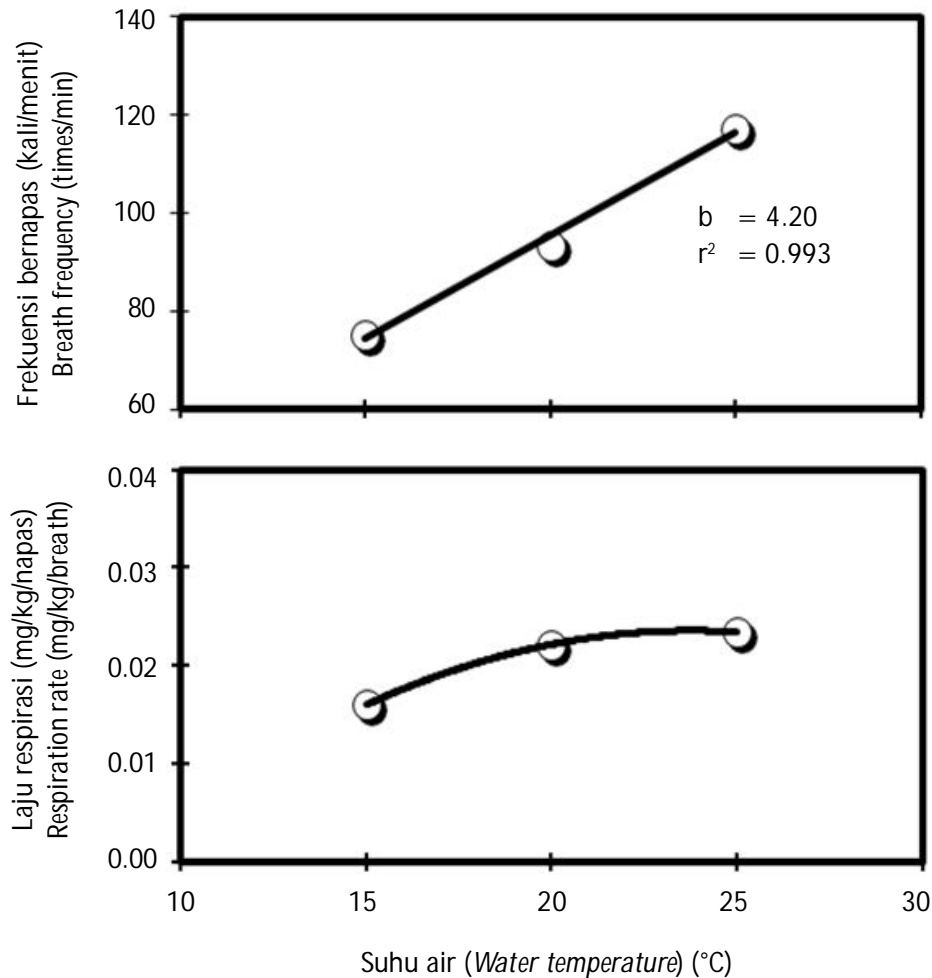 Frekuensi bernapas (kali/menit)
Breath frequency (times/min)
140
120
100
80
60
b = 4.20
r² = 0.993
Laju respirasi (mg/kg/napas)
Respiration rate (mg/kg/breath)
0.04
0.03
0.02
0.01
0.00
10 15 20 25 30
Suhu air (Water temperature) (°C)